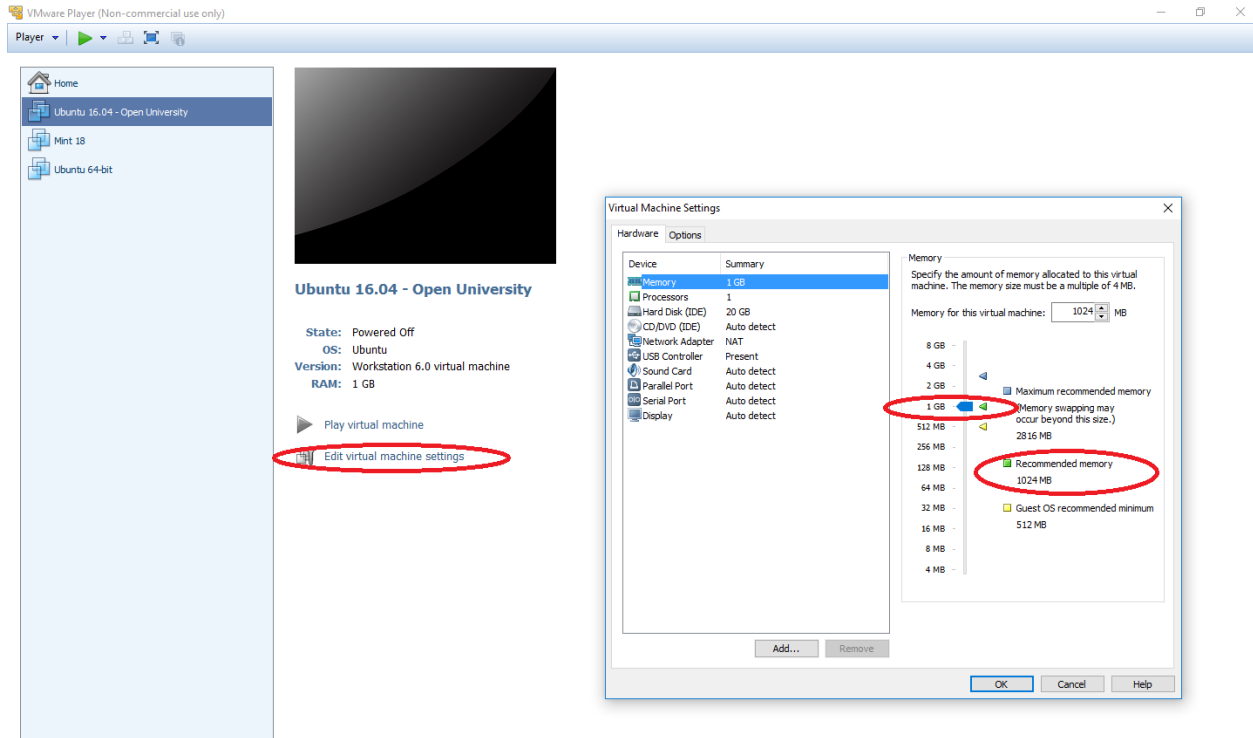 VMware Player (Non-commercial use only)
Player
Home
Ubuntu 16.04 - Open University
Mint 18
Ubuntu 64-bit
Ubuntu 16.04 - Open University
State: Powered Off
OS: Ubuntu
Version: Workstation 6.0 virtual machine
RAM: 1 GB
Play virtual machine
Edit virtual machine settings
Virtual Machine Settings
Hardware Options
Device Summary
Memory 1 GB
Processors 1
Hard Disk (IDE) 20 GB
CD/DVD (IDE) Auto detect
Network Adapter NAT
USB Controller Present
Sound Card Auto detect
Parallel Port Auto detect
Serial Port Auto detect
Display Auto detect
Add... Remove
Memory
Specify the amount of memory allocated to this virtual
machine. The memory size must be a multiple of 4 MB.
Memory for this virtual machine: 1024 MB
8 GB
4 GB
2 GB
1 GB
512 MB
256 MB
128 MB
64 MB
32 MB
16 MB
8 MB
4 MB
Maximum recommended memory
(Memory swapping may
occur beyond this size.)
2816 MB
Recommended memory
1024 MB
Guest OS recommended minimum
512 MB
OK Cancel Help